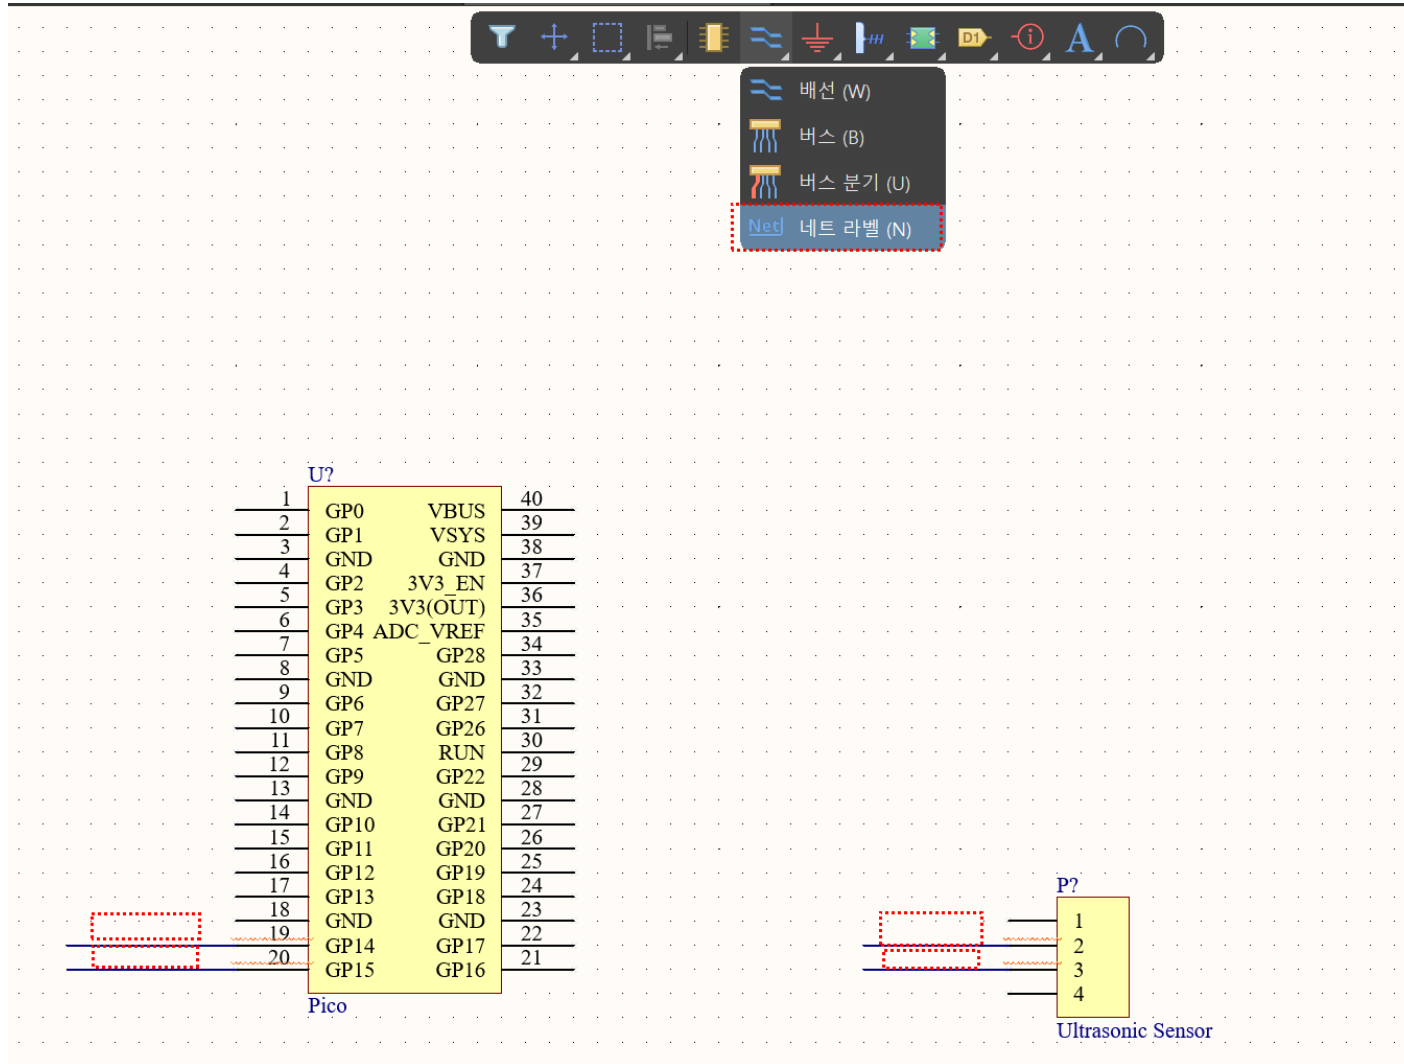 D1
A
배선 (W)
버스 (B)
버스 분기 (U)
Net 네트 라벨 (N)
U?
1 GP0 VBUS 40
2 GP1 VSYS 39
3 GND GND 38
4 GP2 3V3_EN 37
5 GP3 3V3(OUT) 36
6 GP4 ADC_VREF 35
7 GP5 GP28 34
8 GND GND 33
9 GP6 GP27 32
10 GP7 GP26 31
11 GP8 RUN 30
12 GP9 GP22 29
13 GND GND 28
14 GP10 GP21 27
15 GP11 GP20 26
16 GP12 GP19 25
17 GP13 GP18 24
18 GND GND 23
19 GP14 GP17 22
20 GP15 GP16 21
Pico
P?
1
2
3
4
Ultrasonic Sensor